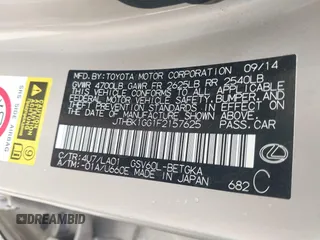 MFD. BY: TOYOTA MOTOR CORPORATION 09/14
GVWR 4700LB GAWR FR 2625LB RR 2540LB
THIS VEHICLE CONFORMS TO ALL APPLICABLE
FEDERAL MOTOR VEHICLE SAFETY, BUMPER, AND
THEFT PREVENTION STANDARDS IN EFFECT ON
THE DATE OF MANUFACTURE SHOWN ABOVE.
PASS. CAR
C/TR: 4U7/LA01 GSV60L-BETGKA
A/TM: -01A/U660E MADE IN JAPAN
682 C
AIRBAG
DREAMBID